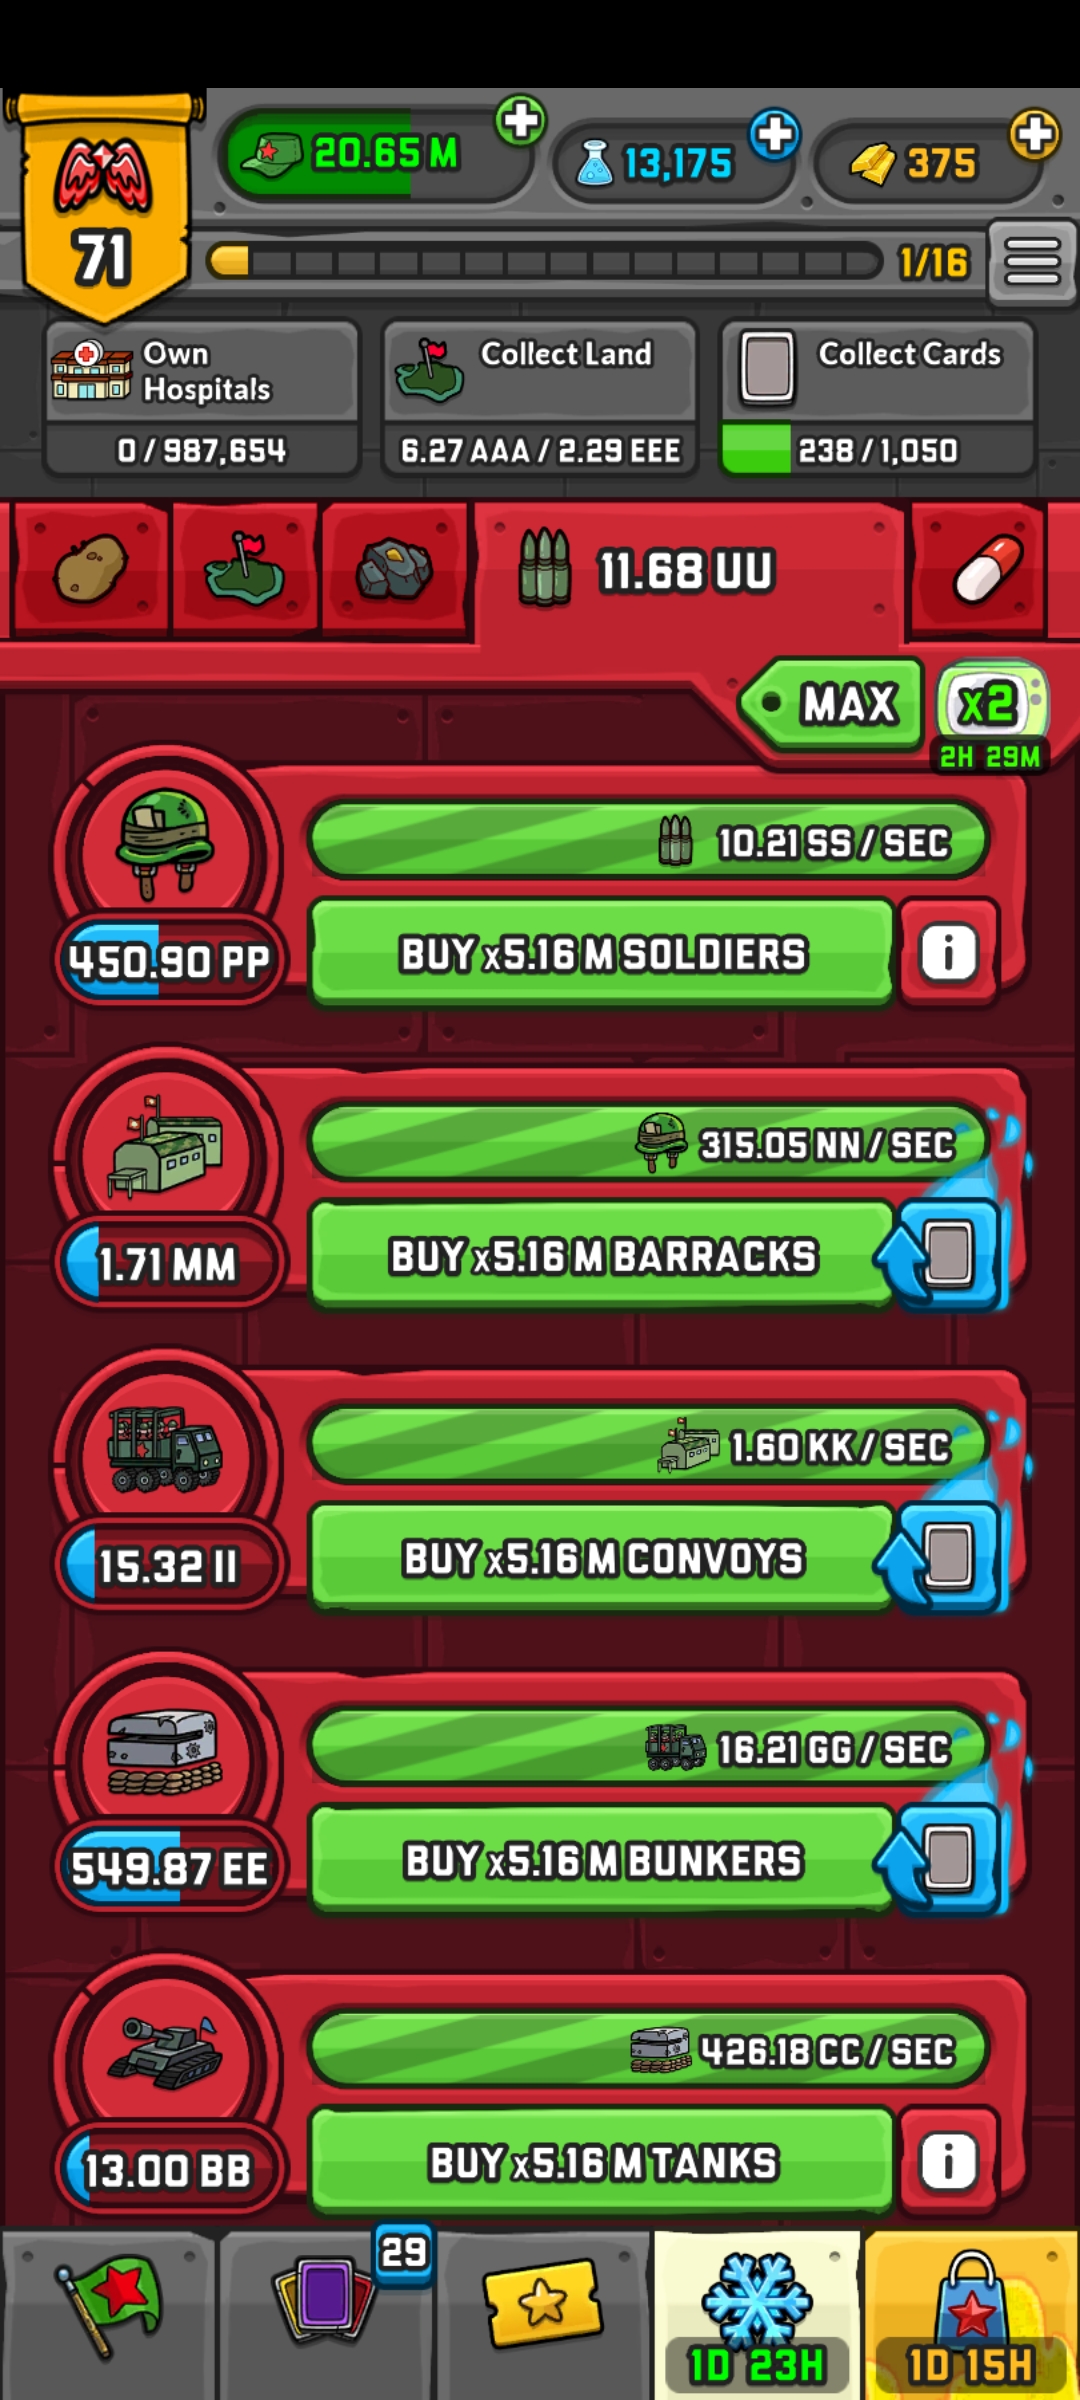 71
20.65 M
13,175
375
1/16
Own
Hospitals
0 / 987,654
Collect Land
6.27 AAA / 2.29 EEE
Collect Cards
238 / 1,050
11.68 UU
MAX
x2
2H 29M
10.21 SS / SEC
450.90 PP
BUY x5.16 M SOLDIERS
i
315.05 NN / SEC
1.71 MM
BUY x5.16 M BARRACKS
1.60 KK / SEC
15.32 II
BUY x5.16 M CONVOYS
16.21 GG / SEC
549.87 EE
BUY x5.16 M BUNKERS
426.18 CC / SEC
13.00 BB
BUY x5.16 M TANKS
i
29
1D 23H
1D 15H